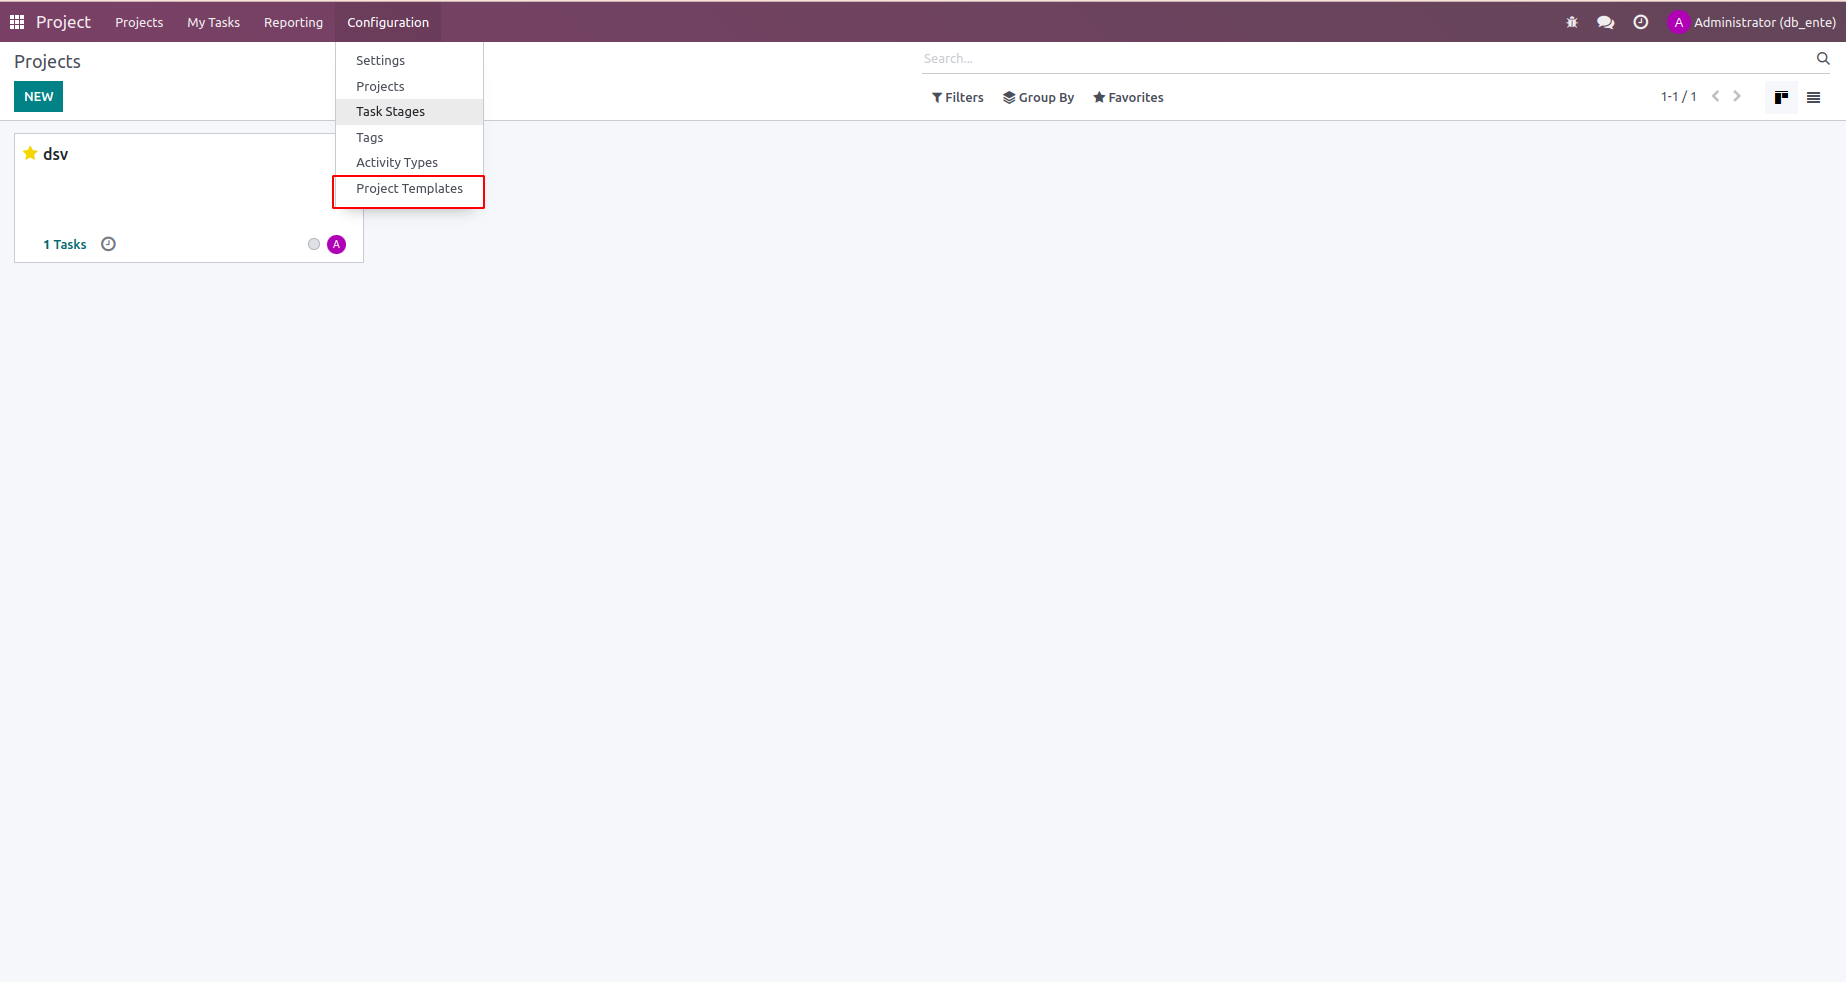 Project Projects My Tasks Reporting Configuration A Administrator (db_ente)
Projects
Search...
NEW
Filters Group By Favorites
1-1 / 1
Settings
Projects
Task Stages
Tags
Activity Types
Project Templates
dsv
1 Tasks
A